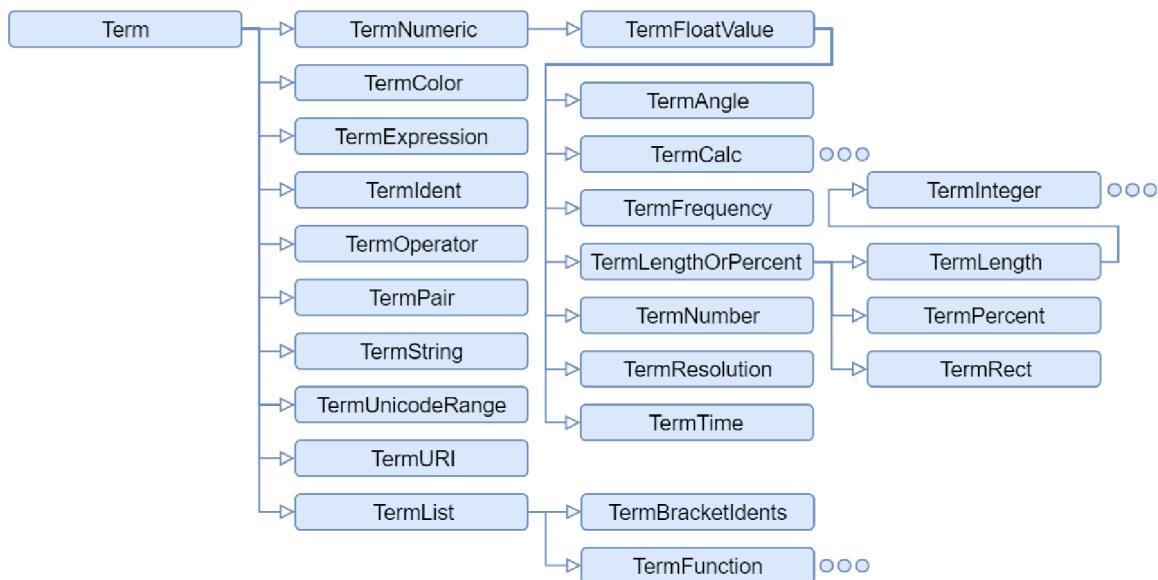 Term
TermNumeric
TermFloatValue
TermColor
TermAngle
TermExpression
TermCalc
TermIdent
TermInteger
TermFrequency
TermOperator
TermLengthOrPercent
TermLength
TermPair
TermNumber
TermPercent
TermString
TermResolution
TermRect
TermUnicodeRange
TermTime
TermURI
TermList
TermBracketIdents
TermFunction